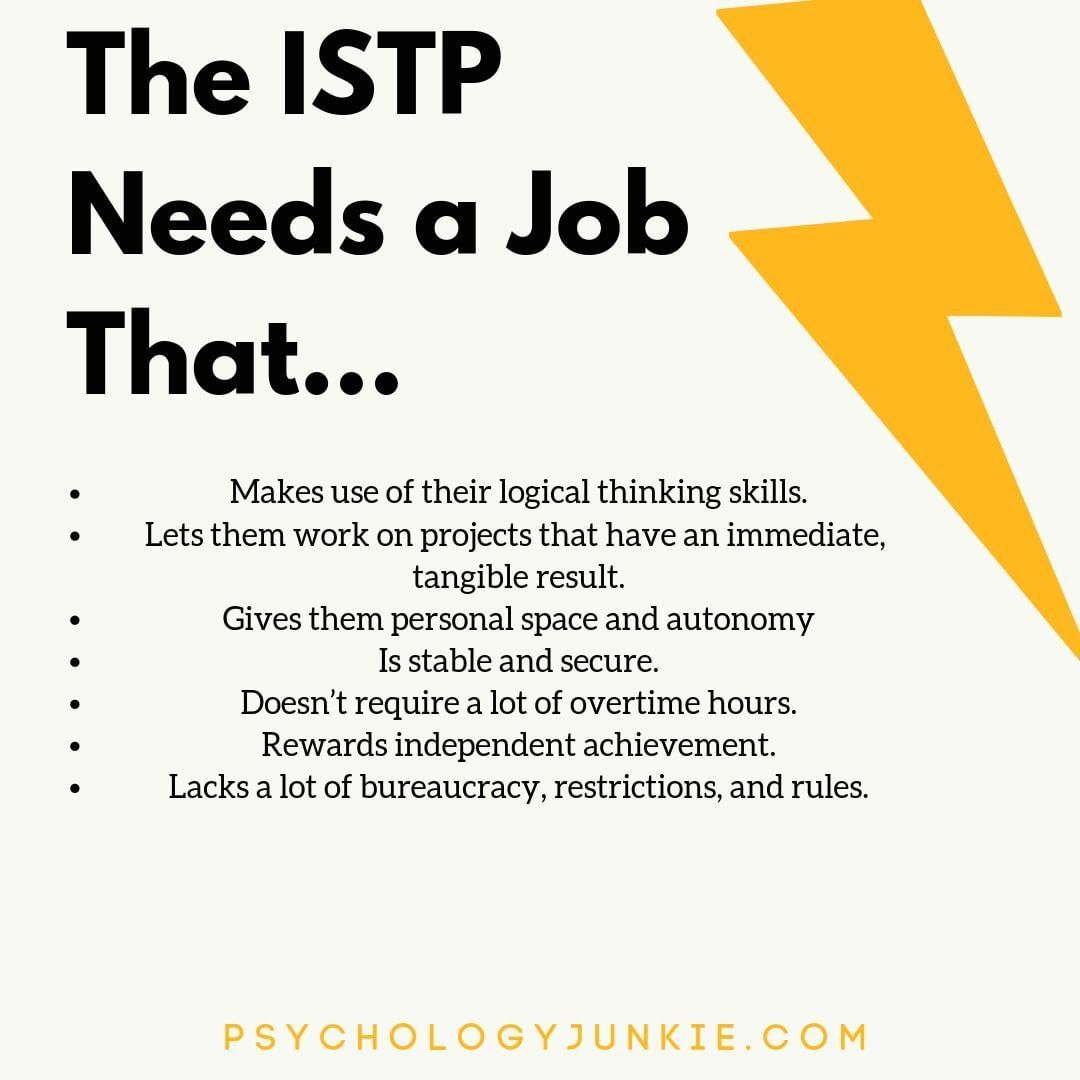 The ISTP
Needs a Job
That...
• Makes use of their logical thinking skills.
• Lets them work on projects that have an immediate,
tangible result.
• Gives them personal space and autonomy
• Is stable and secure.
• Doesn’t require a lot of overtime hours.
• Rewards independent achievement.
• Lacks a lot of bureaucracy, restrictions, and rules.
PSYCHOLOGYJUNKIE.COM